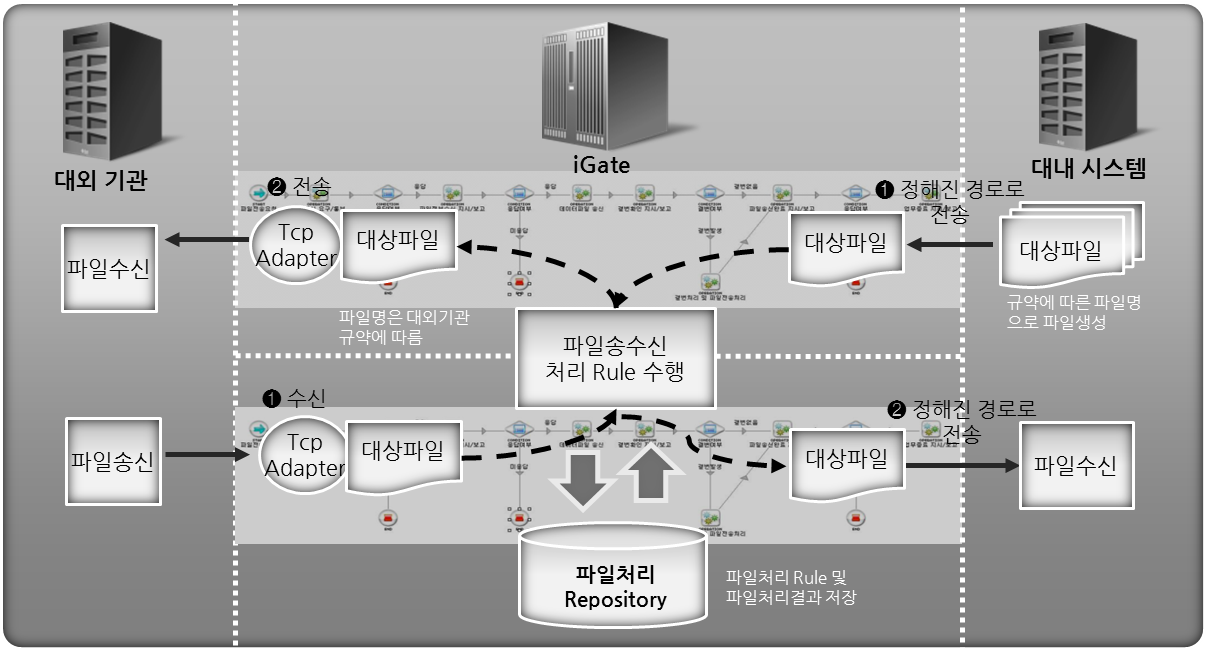 대외 기관
iGate
대내 시스템
❷ 전송
❶ 정해진 경로로
전송
파일수신
Tcp
Adapter
대상파일
대상파일
대상파일
파일명은 대외기관
규약에 따름
규약에 따른 파일명
으로 파일생성
파일송수신
처리 Rule 수행
❶ 수신
❷ 정해진 경로로
전송
파일송신
Tcp
Adapter
대상파일
대상파일
파일수신
파일처리
Repository
파일처리 Rule 및
파일처리결과 저장